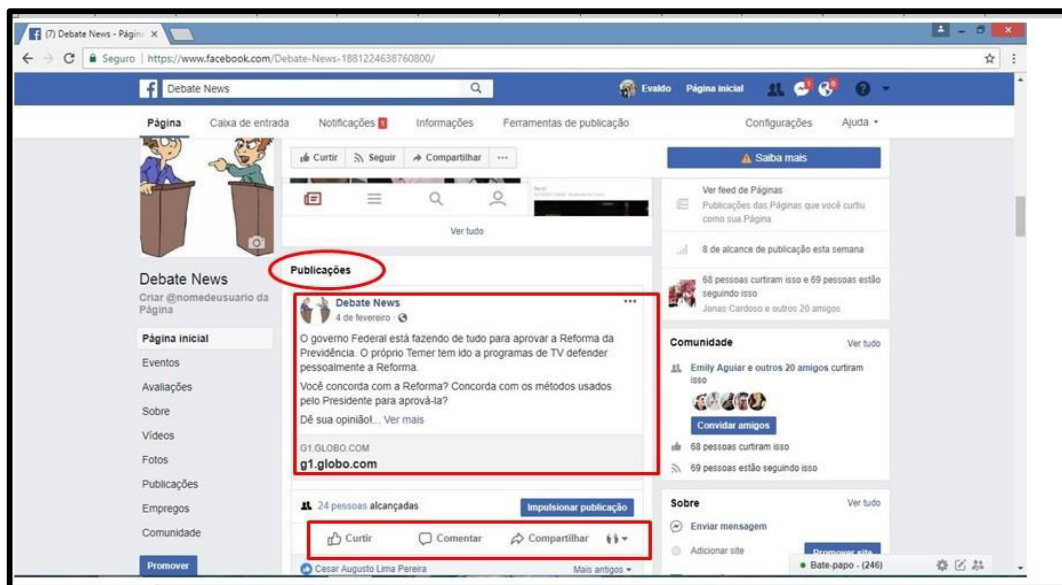 (7) Debate News - Págin
Seguro https://www.facebook.com/Debate-News-1881224638760800/
Debate News
Evaldo Página inicial
Página Caixa de entrada Notificações 1 Informações Ferramentas de publicação Configurações Ajuda
Curtir Seguir Compartilhar ...
Saiba mais
Ver tudo
Ver feed de Páginas
Publicações das Páginas que você curtiu
como sua Página
8 de alcance de publicação esta semana
68 pessoas curtiram isso e 69 pessoas estão
seguindo isso
Jonas Cardoso e outros 20 amigos
Debate News
Criar @nomedeusuario da
Página
Página inicial
Eventos
Avaliações
Sobre
Vídeos
Fotos
Publicações
Empregos
Comunidade
Promover
Publicações
Debate News
4 de fevereiro
O governo Federal está fazendo de tudo para aprovar a Reforma da
Previdência. O próprio Temer tem ido a programas de TV defender
pessoalmente a Reforma.
Você concorda com a Reforma? Concorda com os métodos usados
pelo Presidente para aprová-la?
Dê sua opinião!... Ver mais
G1.GLOBO.COM
g1.globo.com
24 pessoas alcançadas
Impulsionar publicação
Curtir Comentar Compartilhar
Cesar Augusto Lima Pereira Mais antigos
Comunidade Ver tudo
Emily Aguiar e outros 20 amigos curtiram
isso
Convidar amigos
68 pessoas curtiram isso
69 pessoas estão seguindo isso
Sobre Ver tudo
Enviar mensagem
Adicionar site Promover site
Bate-papo - (246)